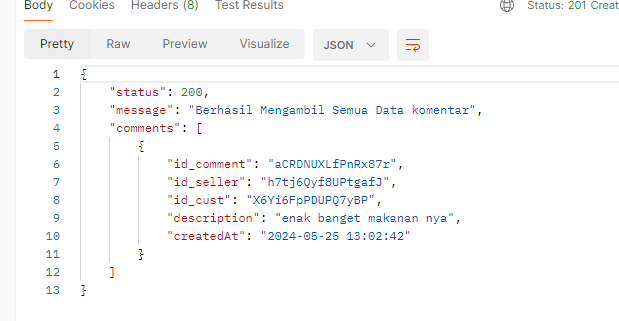 Body Cookies Headers (8) Test Results Status: 201 Creat
Pretty Raw Preview Visualize JSON
1 {
2 "status": 200,
3 "message": "Berhasil Mengambil Semua Data komentar",
4 "comments": [
5 {
6 "id_comment": "aCRDNUXLfPnRx87r",
7 "id_seller": "h7tj6Qyf8UPtgafJ",
8 "id_cust": "X6Yi6FpPDUPQ7yBP",
9 "description": "enak banget makanan nya",
10 "createdAt": "2024-05-25 13:02:42"
11 }
12 ]
13 }